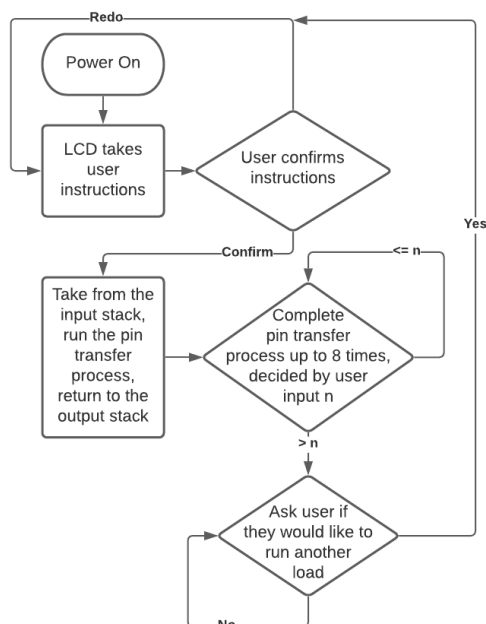 Redo
Power On
LCD takes
user
instructions
User confirms
instructions
Yes
Confirm
<= n
Take from the
input stack,
run the pin
transfer
process,
return to the
output stack
Complete
pin transfer
process up to 8 times,
decided by user
input n
> n
Ask user if
they would like to
run another
load
No